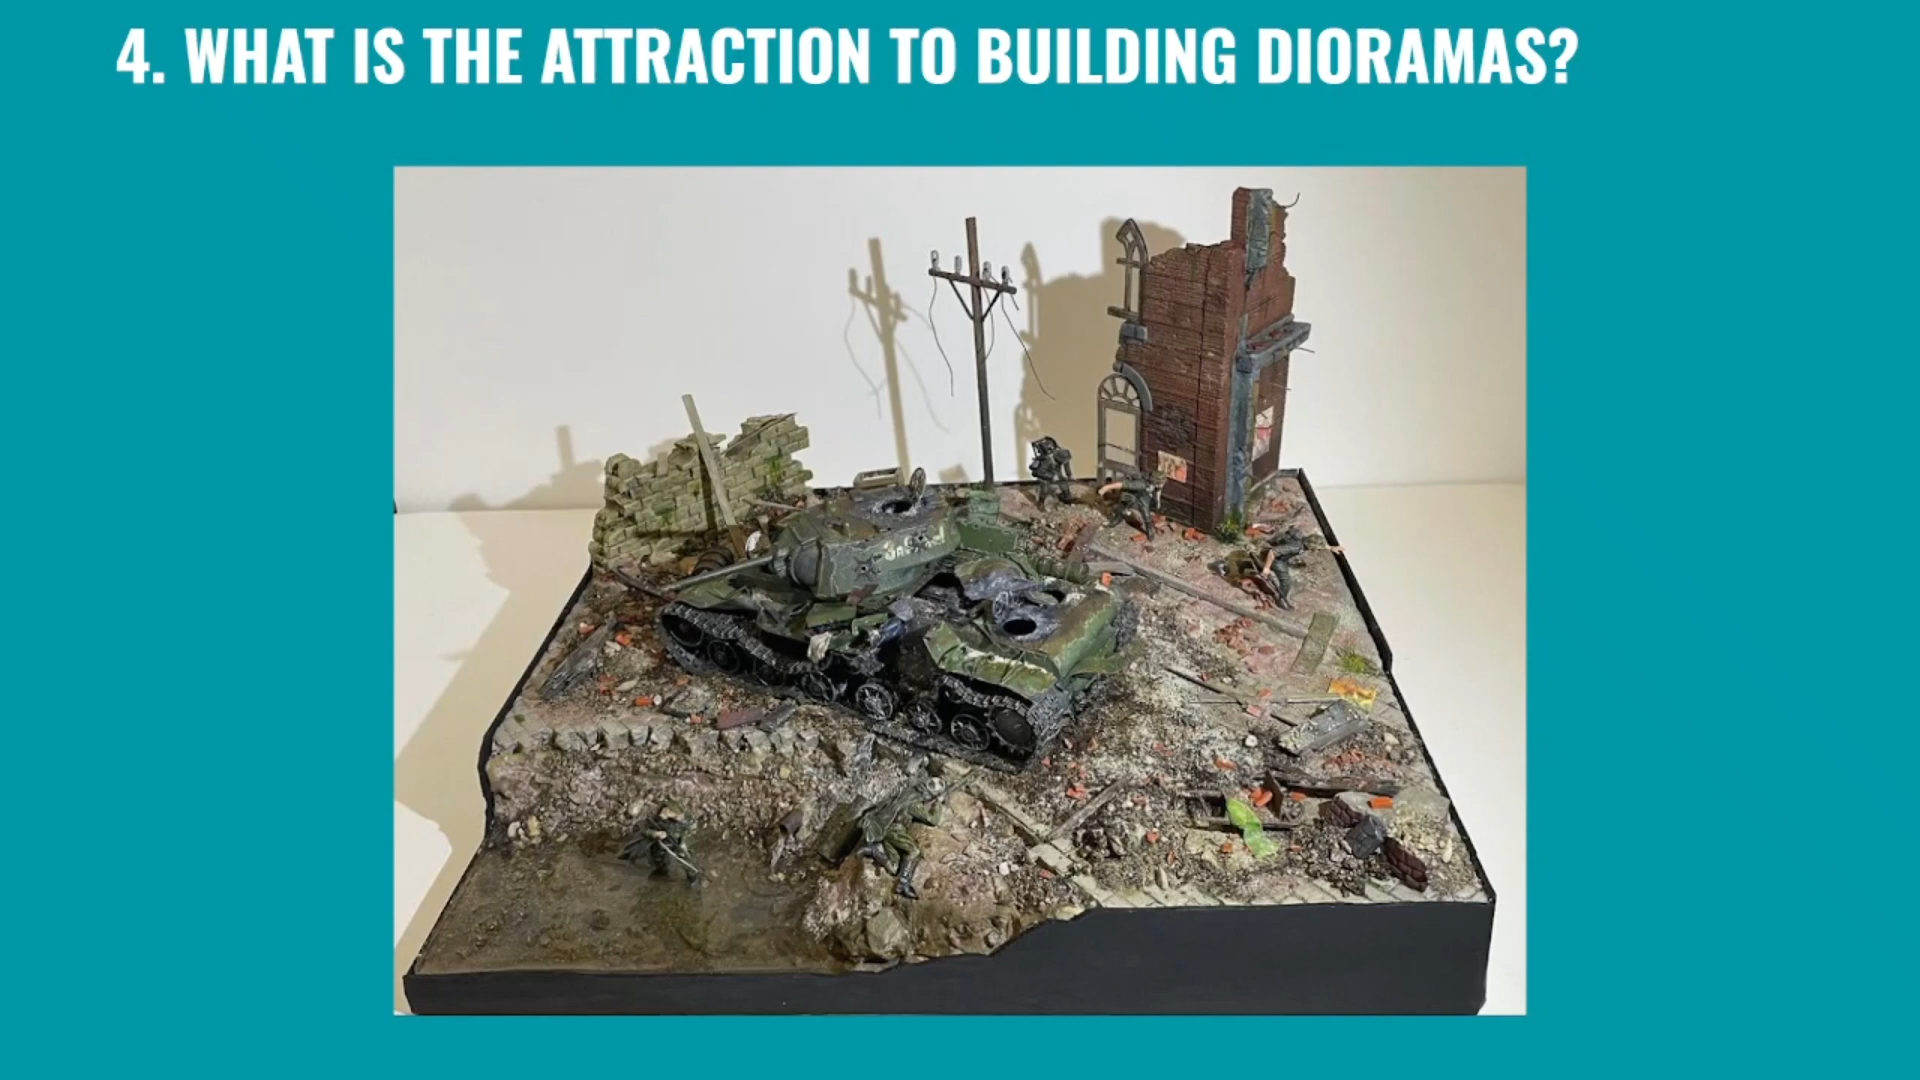 4. WHAT IS THE ATTRACTION TO BUILDING DIORAMAS?